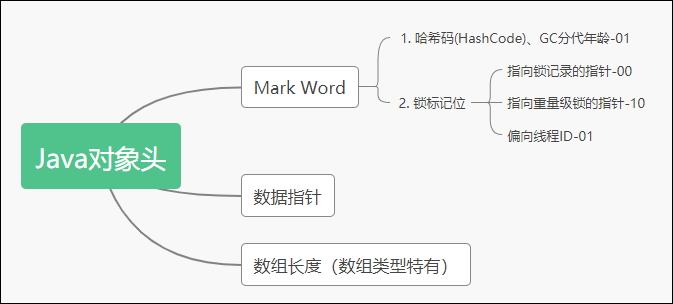 Java对象头
Mark Word
1. 哈希码(HashCode)、GC分代年龄-01
2. 锁标记位
指向锁记录的指针-00
指向重量级锁的指针-10
偏向线程ID-01
数据指针
数组长度（数组类型特有）